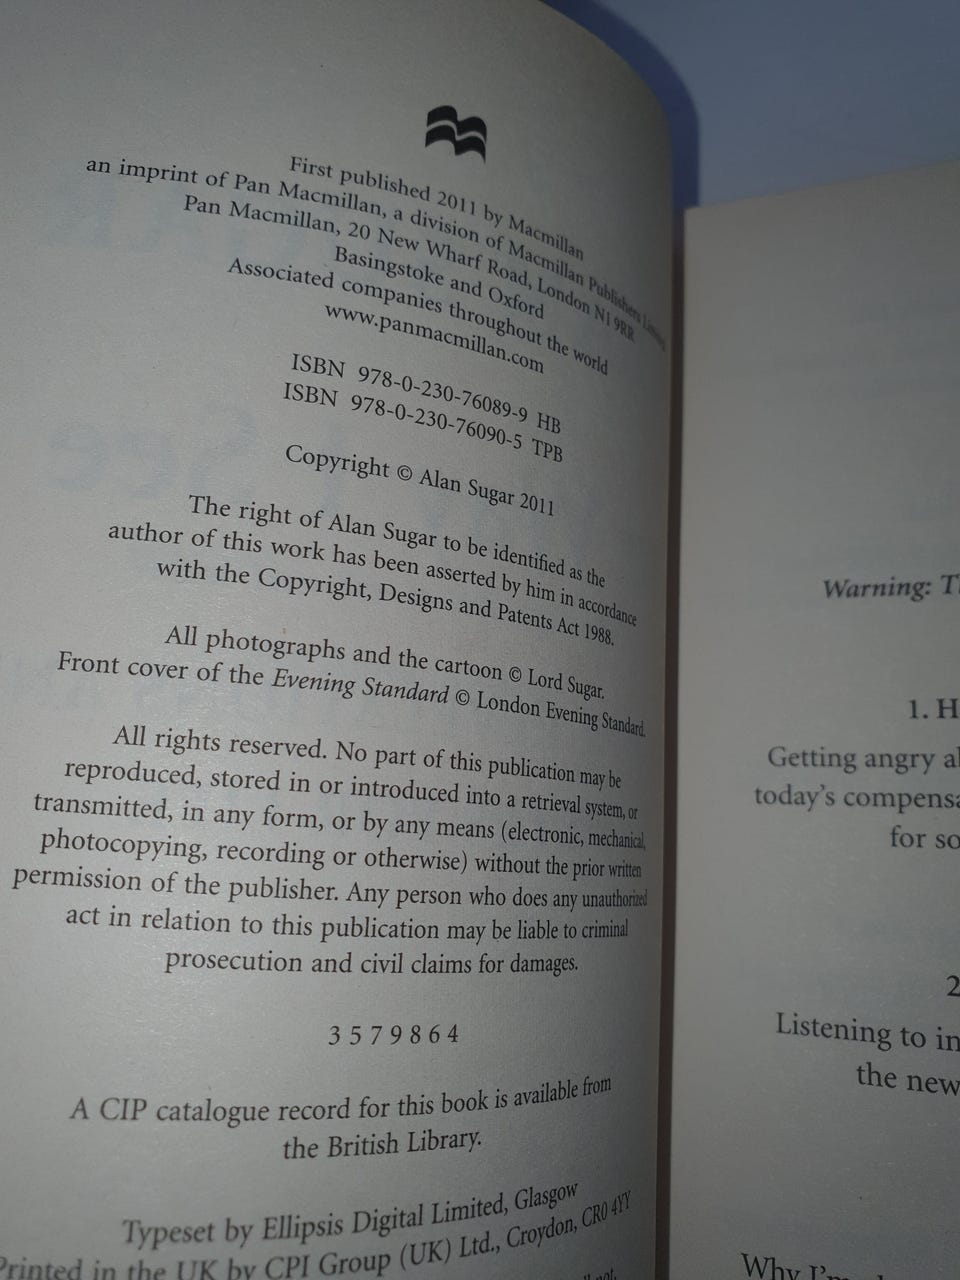 First published 2011 by Macmillan
an imprint of Pan Macmillan, a division of Macmillan Publishers Limited
Pan Macmillan, 20 New Wharf Road, London N1 9RR
Basingstoke and Oxford
Associated companies throughout the world
www.panmacmillan.com
ISBN 978-0-230-76089-9 HB
ISBN 978-0-230-76090-5 TPB
Copyright © Alan Sugar 2011
The right of Alan Sugar to be identified as the
author of this work has been asserted by him in accordance
with the Copyright, Designs and Patents Act 1988.
All photographs and the cartoon © Lord Sugar.
Front cover of the Evening Standard © London Evening Standard.
All rights reserved. No part of this publication may be
reproduced, stored in or introduced into a retrieval system, or
transmitted, in any form, or by any means (electronic, mechanical,
photocopying, recording or otherwise) without the prior written
permission of the publisher. Any person who does any unauthorized
act in relation to this publication may be liable to criminal
prosecution and civil claims for damages.
3 5 7 9 8 6 4
A CIP catalogue record for this book is available from
the British Library.
Typeset by Ellipsis Digital Limited, Glasgow
Printed in the UK by CPI Group (UK) Ltd., Croydon, CR0 4YY
Warning:
1. H
Getting angry
today's
for
2
Listening to
the new
Why